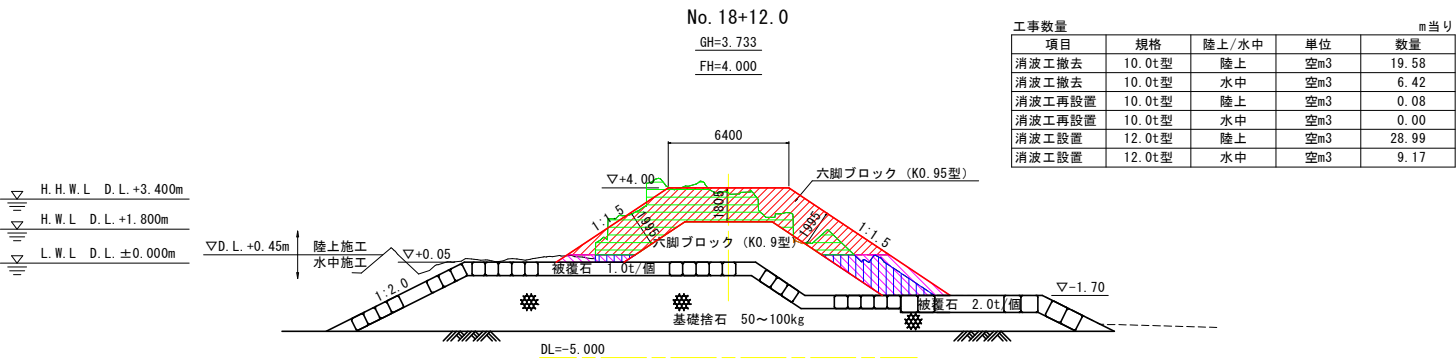 No.18+12.0
GH=3.733
FH=4.000
工事数量 m当り
項目 規格 陸上/水中 単位 数量
消波工撤去 10.0t型 陸上 空m3 19.58
消波工撤去 10.0t型 水中 空m3 6.42
消波工再設置 10.0t型 陸上 空m3 0.08
消波工再設置 10.0t型 水中 空m3 0.00
消波工設置 12.0t型 陸上 空m3 28.99
消波工設置 12.0t型 水中 空m3 9.17
6400
六脚ブロック (K0.95型)
▽+4.00
H.H.W.L D.L.+3.400m
H.W.L D.L.+1.800m
L.W.L D.L.±0.000m
▽D.L.+0.45m
陸上施工
水中施工
▽+0.05
1:1.5
1995
1805
1995
1:1.5
六脚ブロック (K0.9型)
被覆石 1.0t/個
1:2.0
▽-1.70
被覆石 2.0t/個
基礎捨石 50～100kg
DL=-5.000